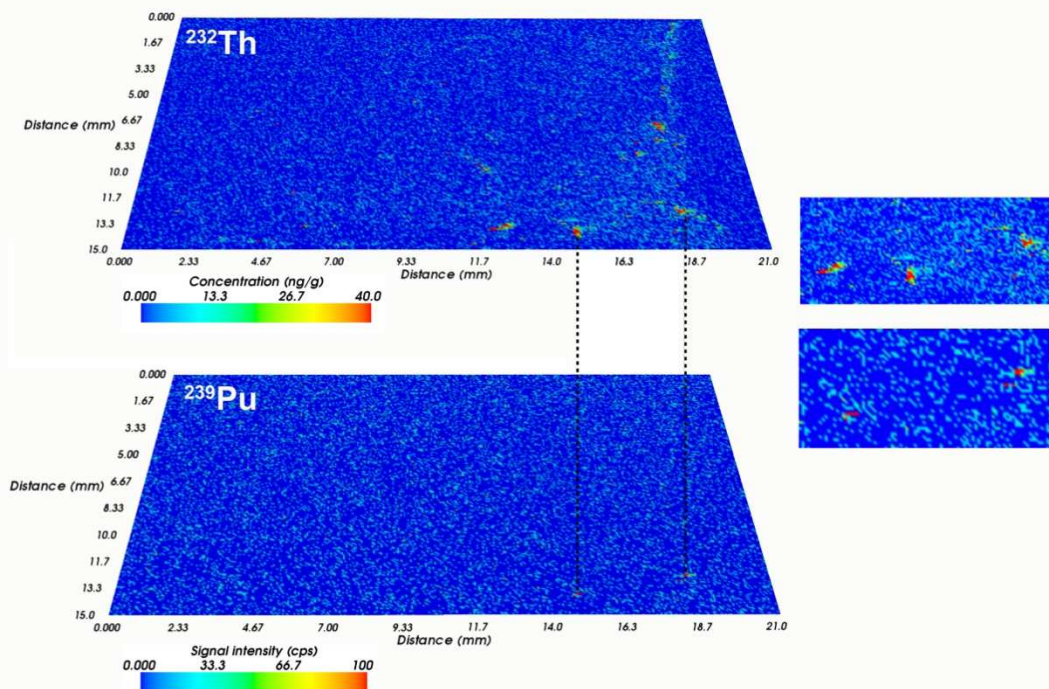 0.000
²³²Th
1.67
3.33
5.00
Distance (mm)
6.67
8.33
10.0
11.7
13.3
15.0
0.000 2.33 4.67 7.00 9.33 11.7 14.0 16.3 18.7 21.0
Distance (mm)
Concentration (ng/g)
0.000 13.3 26.7 40.0
0.000
²³⁹Pu
1.67
3.33
5.00
Distance (mm)
6.67
8.33
10.0
11.7
13.3
15.0
0.000 2.33 4.67 7.00 9.33 11.7 14.0 16.3 18.7 21.0
Distance (mm)
Signal intensity (cps)
0.000 33.3 66.7 100